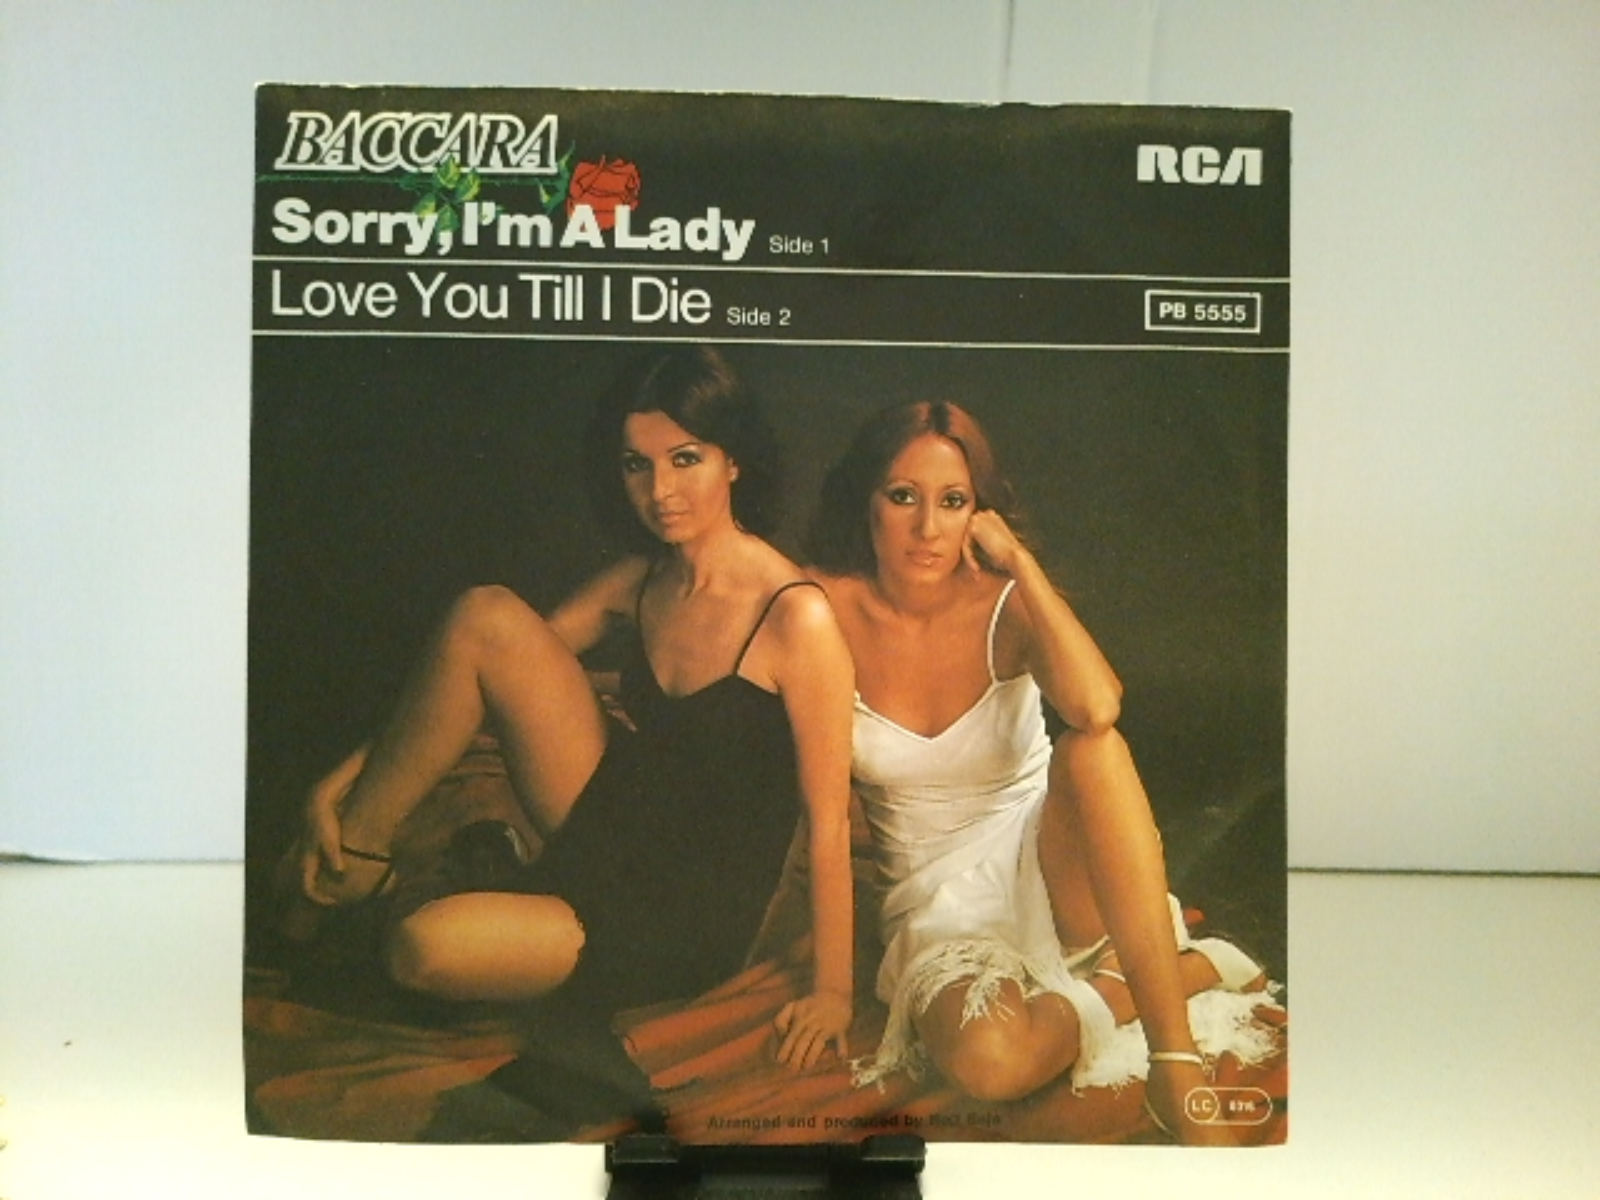 BACCARA
RCA
Sorry, I'm A Lady Side 1
Love You Till I Die Side 2
PB 5555
Arranged and produced by
LC